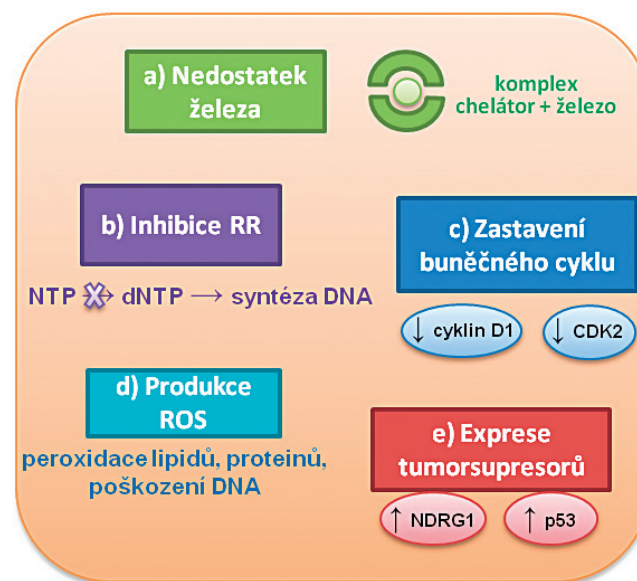 a) Nedostatek
železa
komplex
chelátor + železo
b) Inhibice RR
NTP ⇸ dNTP → syntéza DNA
c) Zastavení
buněčného cyklu
↓ cyklin D1
↓ CDK2
d) Produkce
ROS
peroxidace lipidů, proteinů,
poškození DNA
e) Exprese
tumorsupresorů
↑ NDRG1
↑ p53